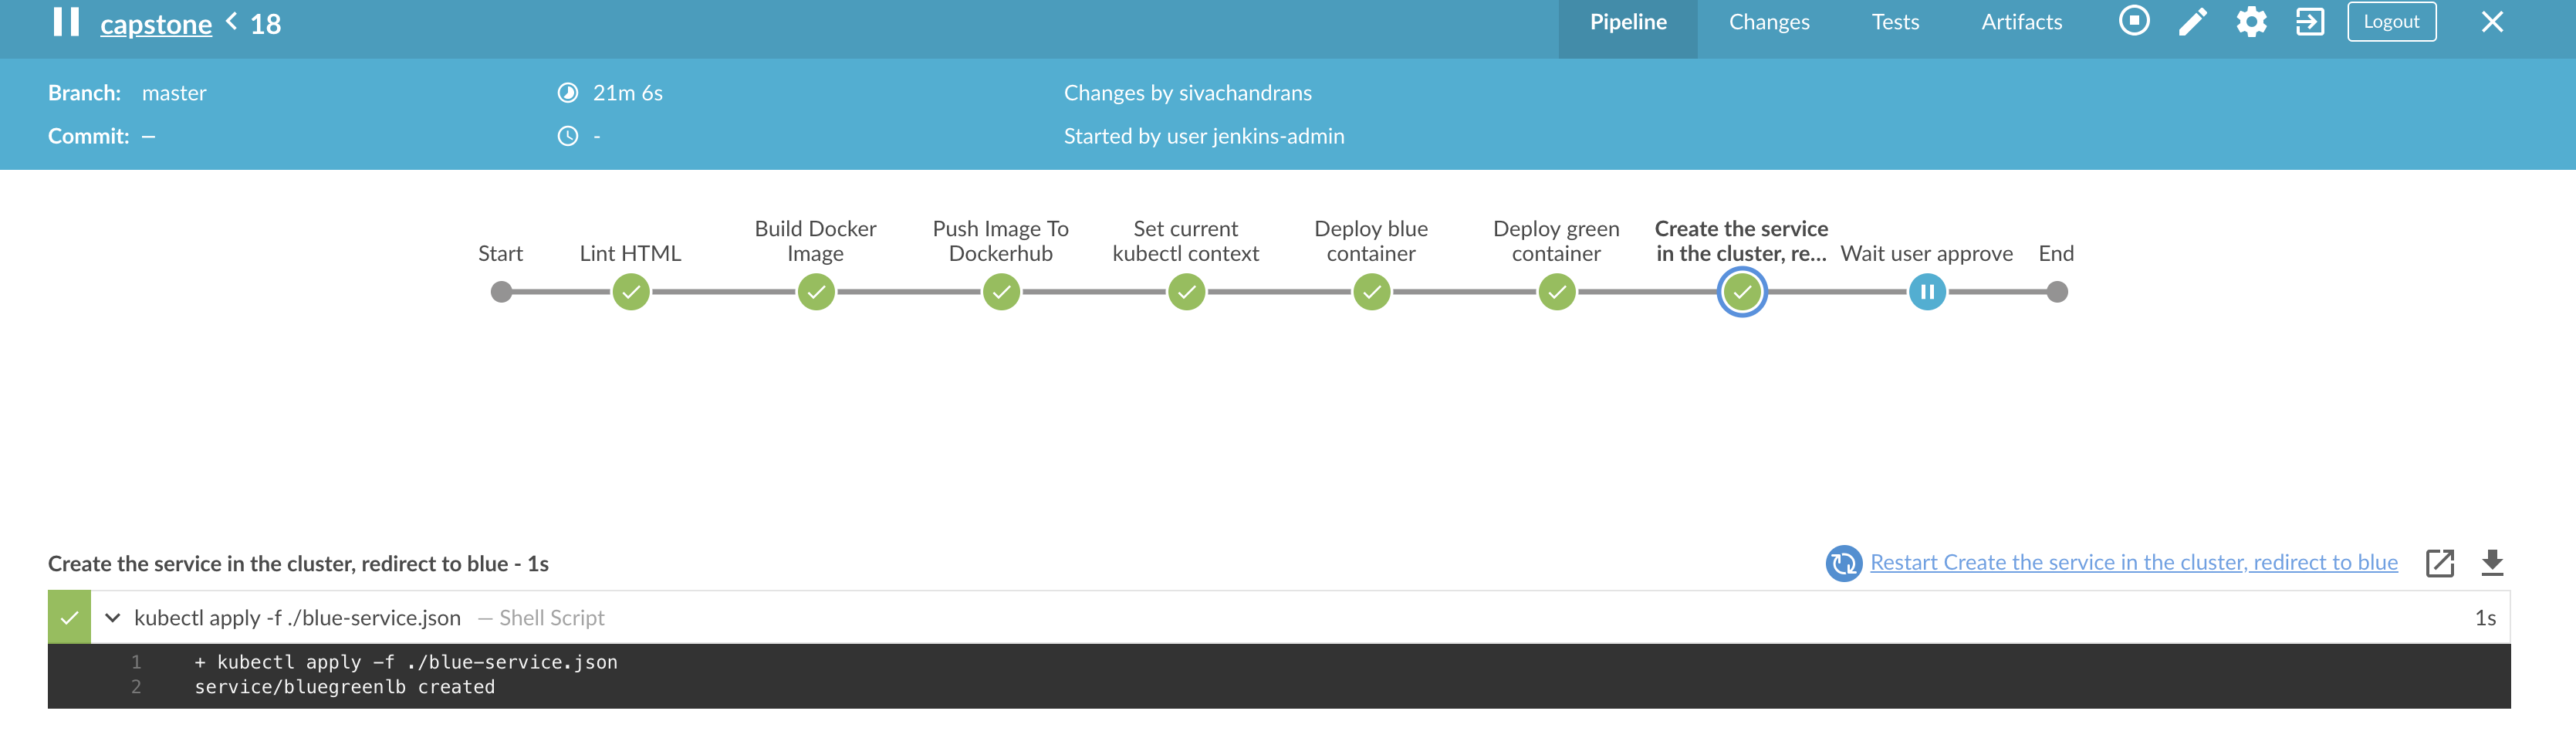 capstone < 18
Pipeline Changes Tests Artifacts Logout
Branch: master
21m 6s
Changes by sivachandrans
Commit: —
-
Started by user jenkins-admin
Start
Lint HTML
Build Docker
Image
Push Image To
Dockerhub
Set current
kubectl context
Deploy blue
container
Deploy green
container
Create the service
in the cluster, re...
Wait user approve
End
Create the service in the cluster, redirect to blue - 1s
Restart Create the service in the cluster, redirect to blue
kubectl apply -f ./blue-service.json — Shell Script 1s
1 + kubectl apply -f ./blue-service.json
2 service/bluegreenlb created